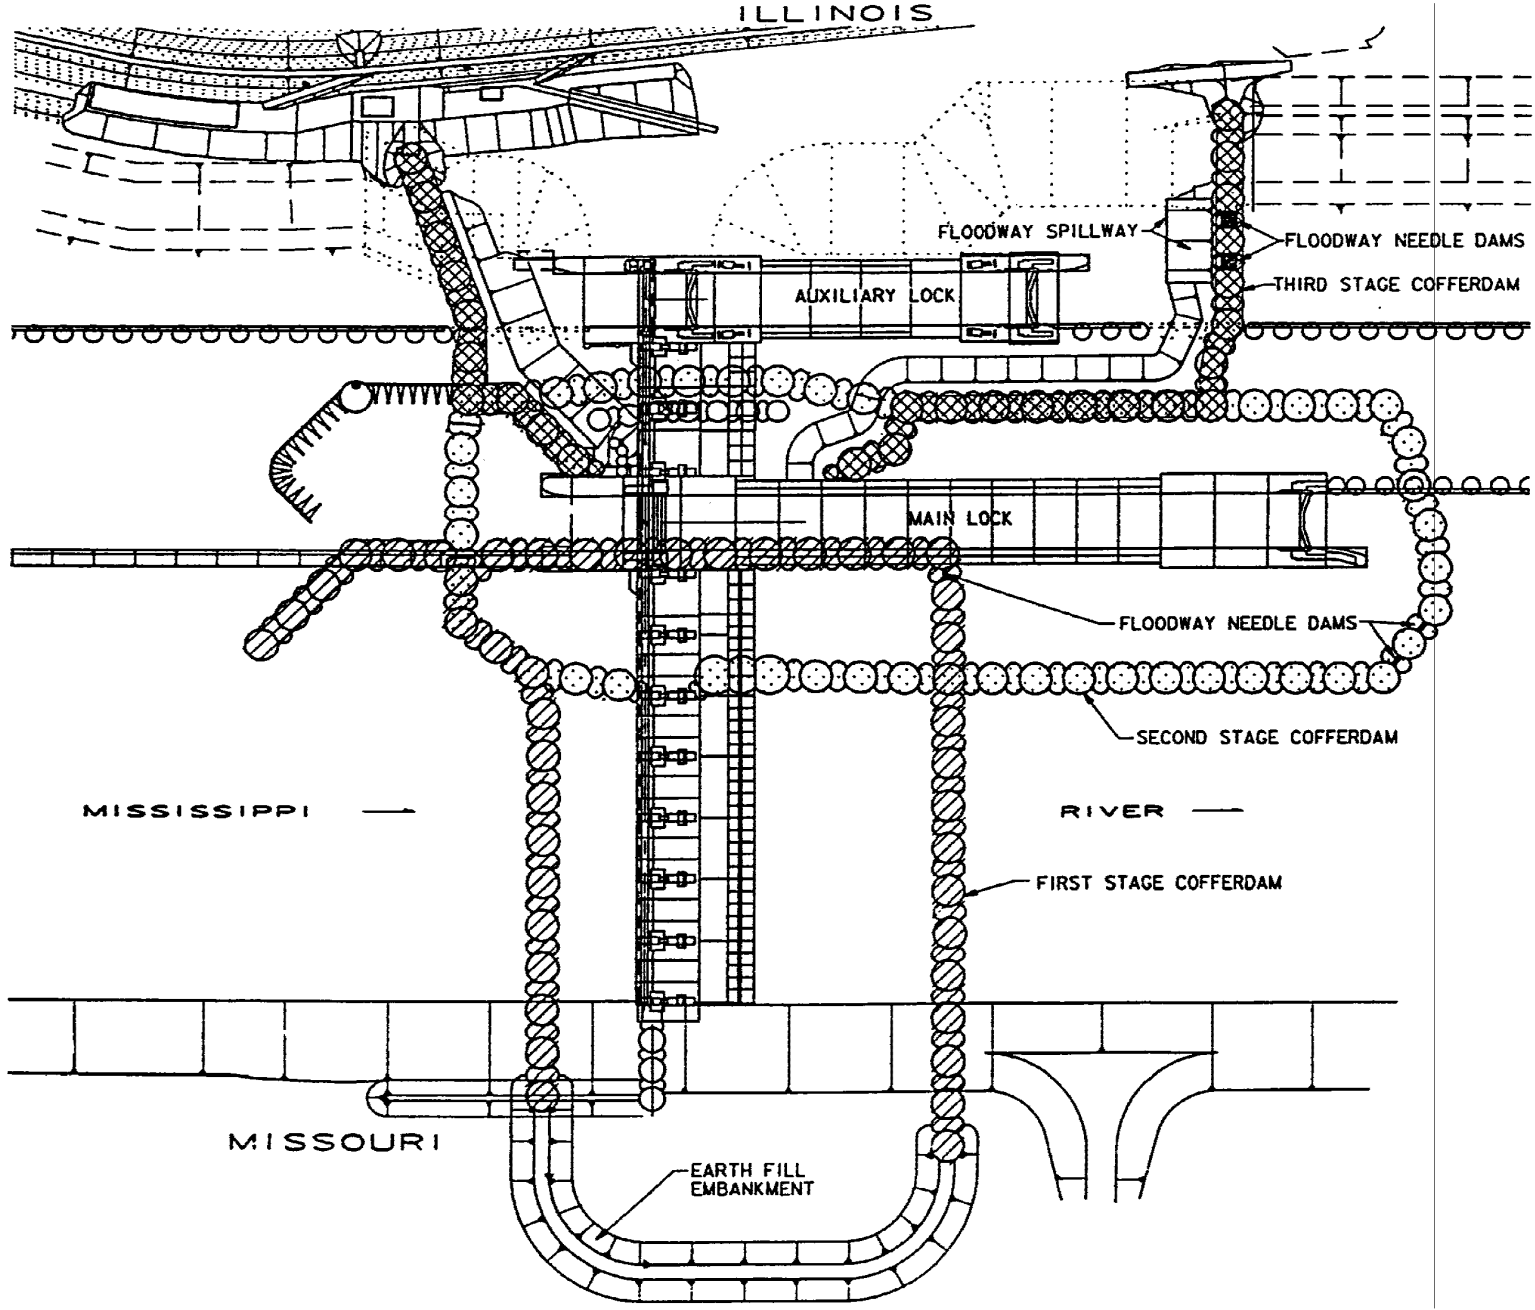 ILLINOIS
FLOODWAY SPILLWAY
FLOODWAY NEEDLE DAMS
THIRD STAGE COFFERDAM
AUXILIARY LOCK
MAIN LOCK
FLOODWAY NEEDLE DAMS
SECOND STAGE COFFERDAM
MISSISSIPPI
RIVER
FIRST STAGE COFFERDAM
MISSOURI
EARTH FILL
EMBANKMENT